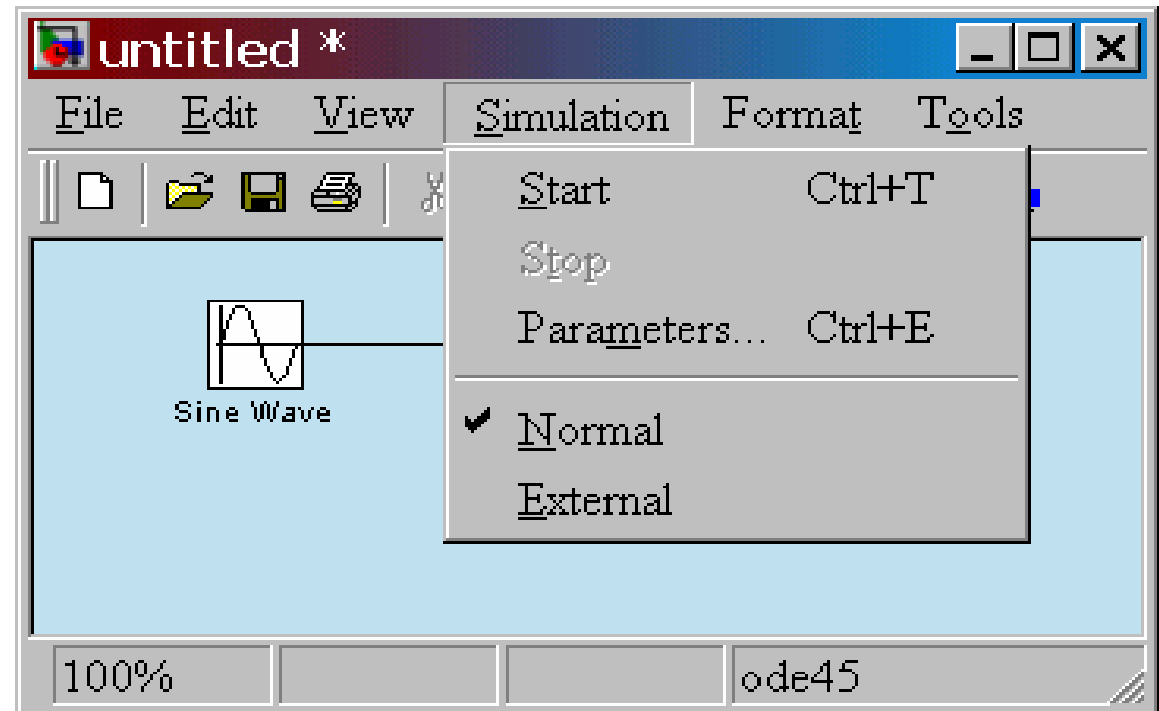 untitled *
File Edit View Simulation Format Tools
Start Ctrl+T
Stop
Parameters... Ctrl+E
Normal
External
Sine Wave
100% ode45